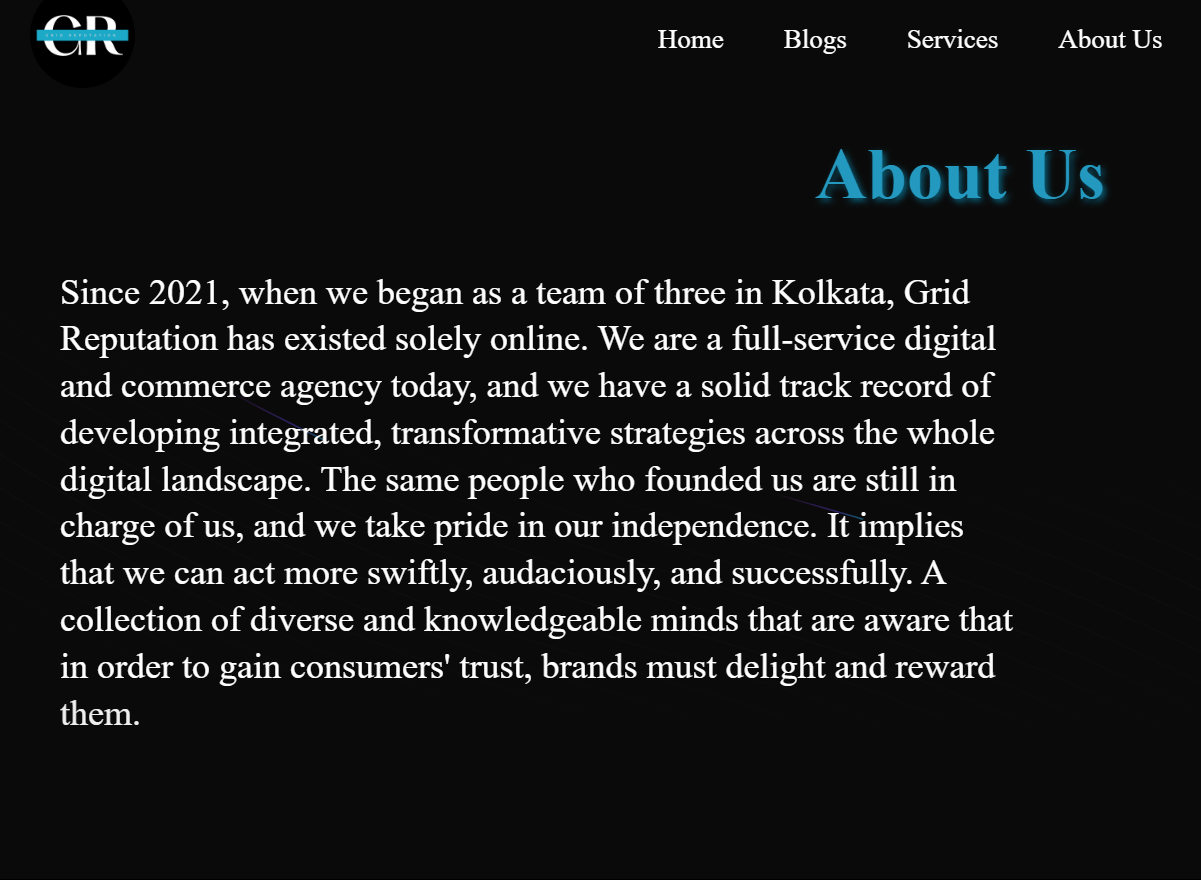 GR
GRID REPUTATION
Home Blogs Services About Us
About Us
Since 2021, when we began as a team of three in Kolkata, Grid
Reputation has existed solely online. We are a full-service digital
and commerce agency today, and we have a solid track record of
developing integrated, transformative strategies across the whole
digital landscape. The same people who founded us are still in
charge of us, and we take pride in our independence. It implies
that we can act more swiftly, audaciously, and successfully. A
collection of diverse and knowledgeable minds that are aware that
in order to gain consumers' trust, brands must delight and reward
them.